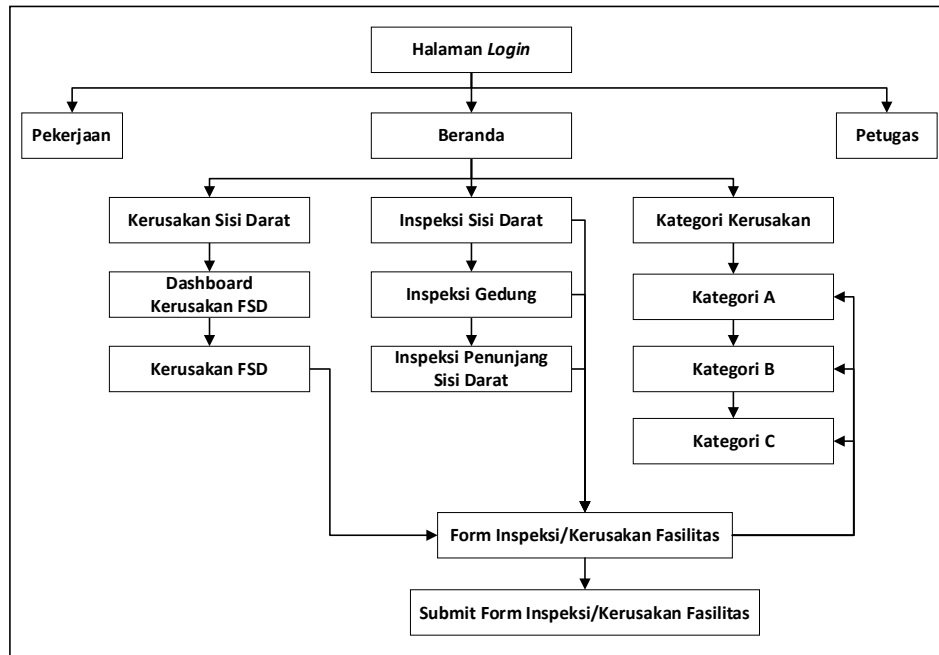 Halaman Login
Pekerjaan
Beranda
Petugas
Kerusakan Sisi Darat
Inspeksi Sisi Darat
Kategori Kerusakan
Dashboard
Kerusakan FSD
Inspeksi Gedung
Kategori A
Kerusakan FSD
Inspeksi Penunjang
Sisi Darat
Kategori B
Kategori C
Form Inspeksi/Kerusakan Fasilitas
Submit Form Inspeksi/Kerusakan Fasilitas